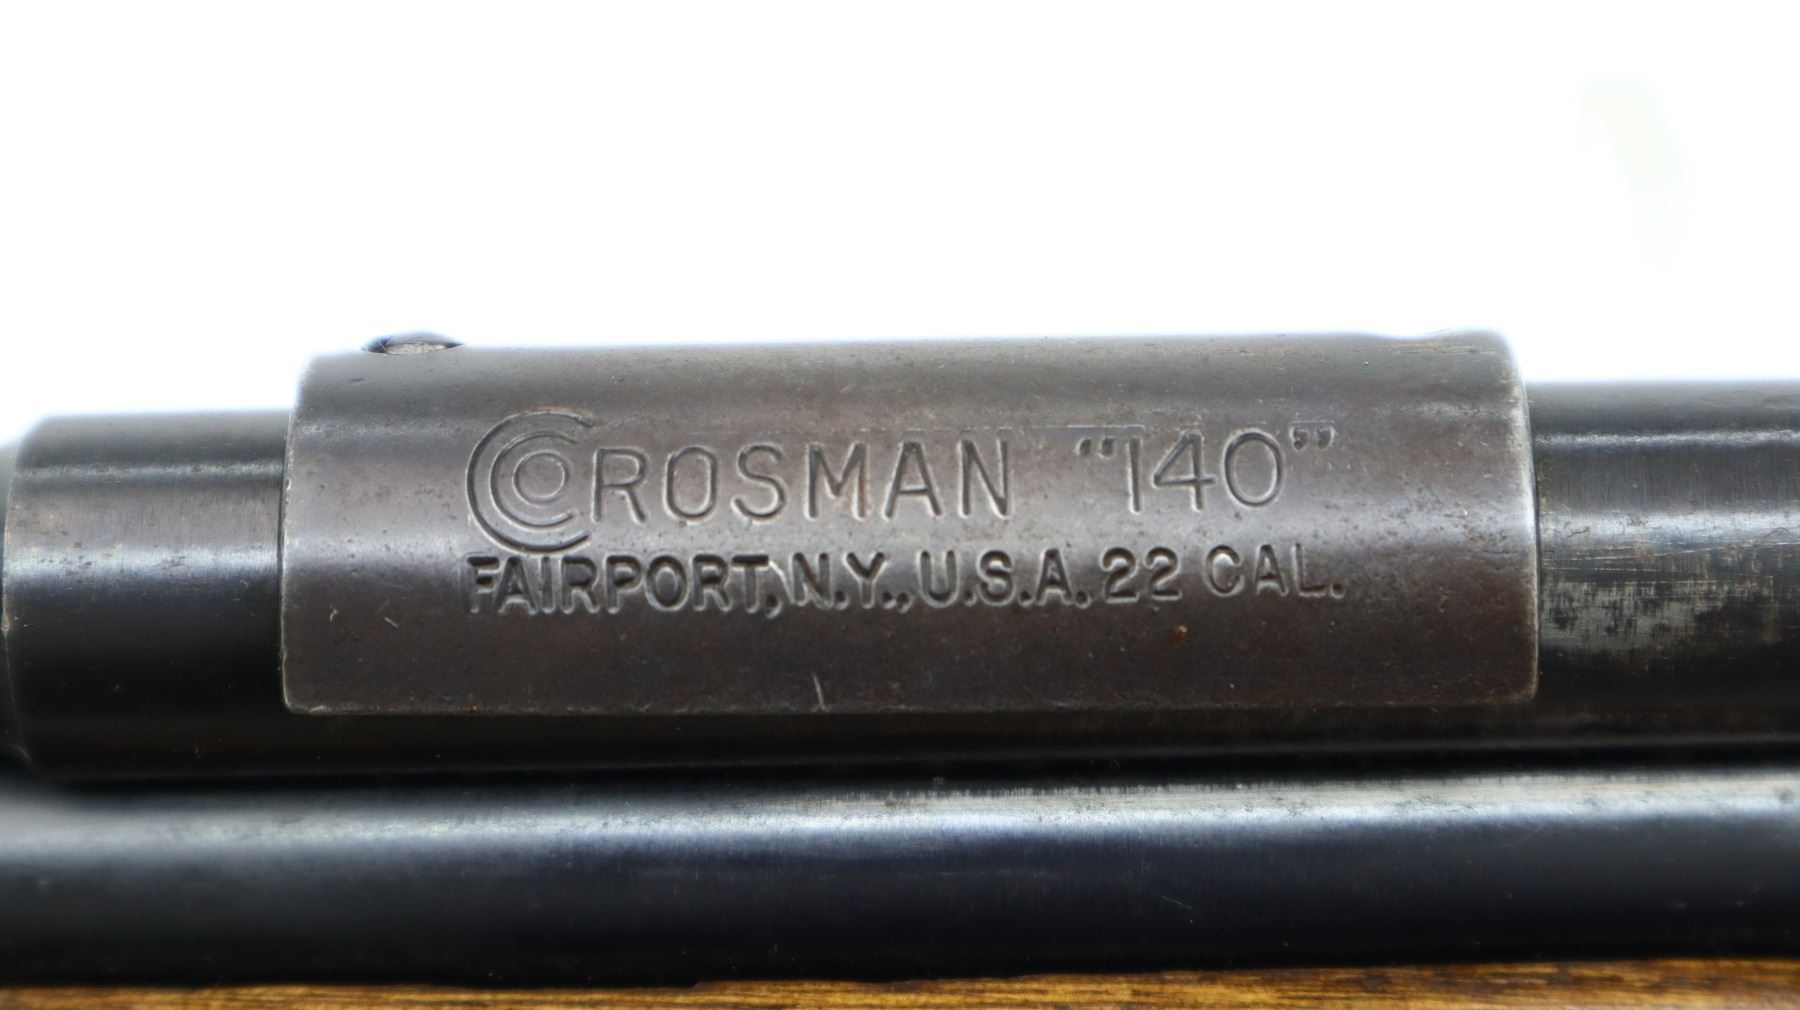 CROSMAN "140"
FAIRPORT, N.Y., U.S.A. 22 CAL.